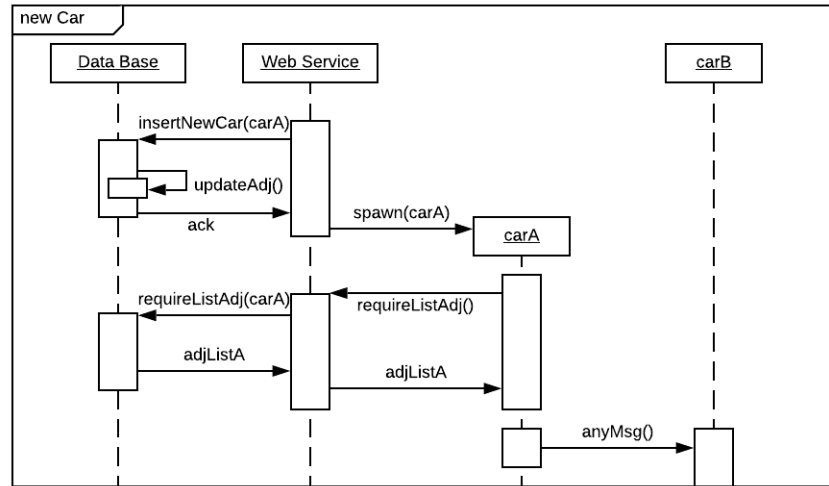 new Car
Data Base
Web Service
carB
insertNewCar(carA)
updateAdj()
ack
spawn(carA)
carA
requireListAdj(carA)
requireListAdj()
adjListA
adjListA
anyMsg()